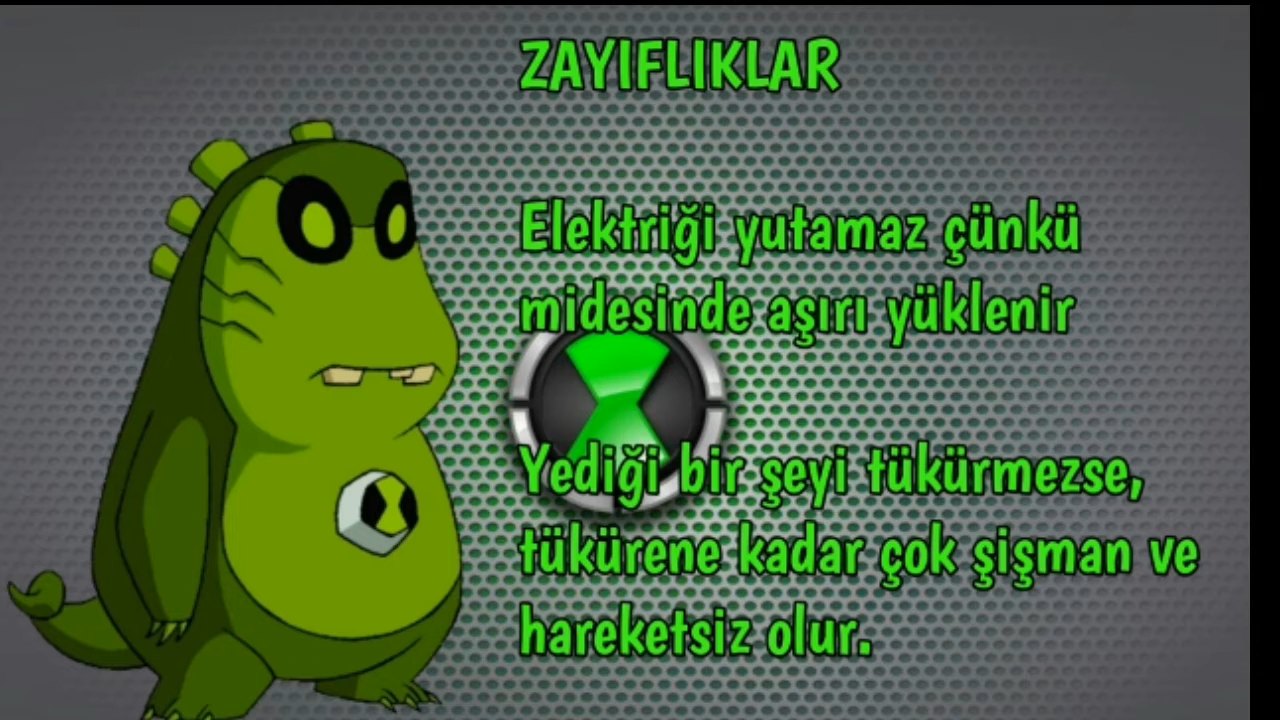 ZAYIFLIKLAR
Elektriği yutamaz çünkü
midesinde aşırı yüklenir
Yediği bir şeyi tükürmezse,
tükürene kadar çok şişman ve
hareketsiz olur.